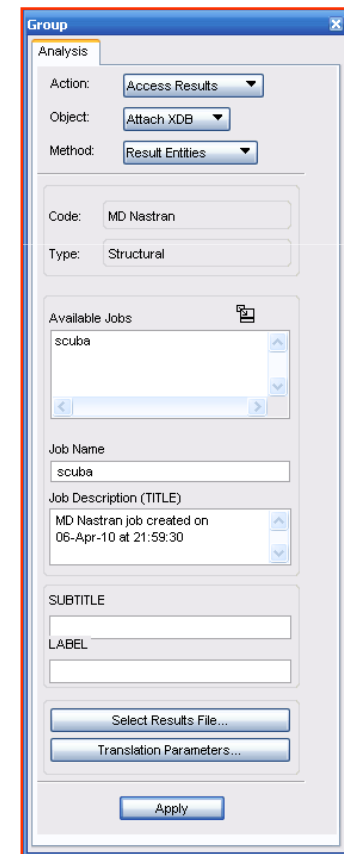 Group
Analysis
Action: Access Results
Object: Attach XDB
Method: Result Entities
Code: MD Nastran
Type: Structural
Available Jobs
scuba
Job Name
scuba
Job Description (TITLE)
MD Nastran job created on
06-Apr-10 at 21:59:30
SUBTITLE
LABEL
Select Results File...
Translation Parameters...
Apply